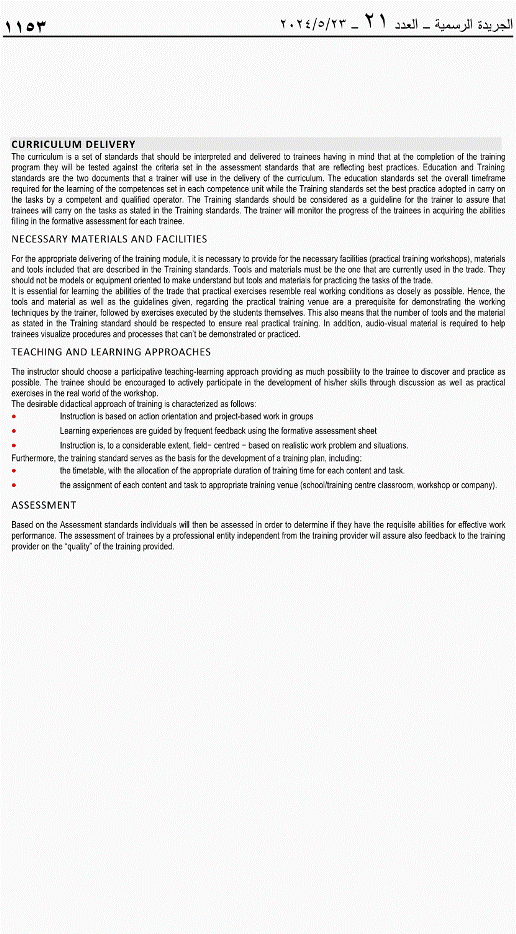 ١١٥٣ الجريدة الرسمية ــ العدد ٢١ ــ ٢٠٢٤/٥/٢٣
CURRICULUM DELIVERY
The curriculum is a set of standards that should be interpreted and delivered to trainees having in mind that at the completion of the training
program they will be tested against the criteria set in the assessment standards that are reflecting best practices. Education and Training
standards are the two documents that a trainer will use in the delivery of the curriculum. The education standards set the overall timeframe
required for the learning of the competences set in each competence unit while the Training standards set the best practice adopted in carry on
the tasks by a competent and qualified operator. The Training standards should be considered as a guideline for the trainer to assure that
trainees will carry on the tasks as stated in the Training standards. The trainer will monitor the progress of the trainees in acquiring the abilities
filling in the formative assessment for each trainee.
NECESSARY MATERIALS AND FACILITIES
For the appropriate delivering of the training module, it is necessary to provide for the necessary facilities (practical training workshops), materials
and tools included that are described in the Training standards. Tools and materials must be the one that are currently used in the trade. They
should not be models or equipment oriented to make understand but tools and materials for practicing the tasks of the trade.
It is essential for learning the abilities of the trade that practical exercises resemble real working conditions as closely as possible. Hence, the
tools and material as well as the guidelines given, regarding the practical training venue are a prerequisite for demonstrating the working
techniques by the trainer, followed by exercises executed by the students themselves. This also means that the number of tools and the material
as stated in the Training standard should be respected to ensure real practical training. In addition, audio-visual material is required to help
trainees visualize procedures and processes that can't be demonstrated or practiced.
TEACHING AND LEARNING APPROACHES
The instructor should choose a participative teaching-learning approach providing as much possibility to the trainee to discover and practice as
possible. The trainee should be encouraged to actively participate in the development of his/her skills through discussion as well as practical
exercises in the real world of the workshop.
The desirable didactical approach of training is characterized as follows:
• Instruction is based on action orientation and project-based work in groups
• Learning experiences are guided by frequent feedback using the formative assessment sheet
• Instruction is, to a considerable extent, field− centred − based on realistic work problem and situations.
Furthermore, the training standard serves as the basis for the development of a training plan, including:
• the timetable, with the allocation of the appropriate duration of training time for each content and task.
• the assignment of each content and task to appropriate training venue (school/training centre classroom, workshop or company).
ASSESSMENT
Based on the Assessment standards individuals will then be assessed in order to determine if they have the requisite abilities for effective work
performance. The assessment of trainees by a professional entity independent from the training provider will assure also feedback to the training
provider on the "quality" of the training provided.